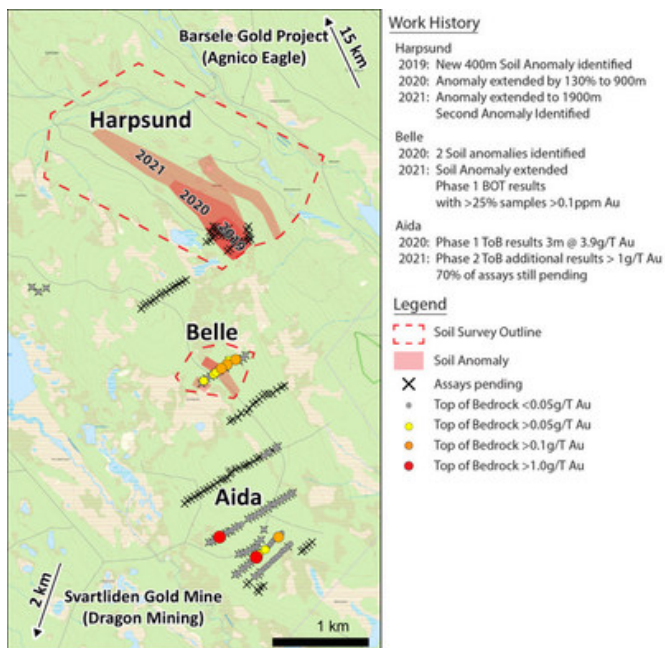 Barsele Gold Project
(Agnico Eagle)
15 km
Harpsund
2021
2020
2019
Belle
Aida
2 km
Svartliden Gold Mine
(Dragon Mining)
1 km
Work History
Harpsund
2019: New 400m Soil Anomaly identified
2020: Anomaly extended by 130% to 900m
2021: Anomaly extended to 1900m
Second Anomaly Identified
Belle
2020: 2 Soil anomalies identified
2021: Soil Anomaly extended
Phase 1 BOT results
with >25% samples >0.1ppm Au
Aida
2020: Phase 1 ToB results 3m @ 3.9g/T Au
2021: Phase 2 ToB additional results > 1g/T Au
70% of assays still pending
Legend
Soil Survey Outline
Soil Anomaly
Assays pending
Top of Bedrock <0.05g/T Au
Top of Bedrock >0.05g/T Au
Top of Bedrock >0.1g/T Au
Top of Bedrock >1.0g/T Au